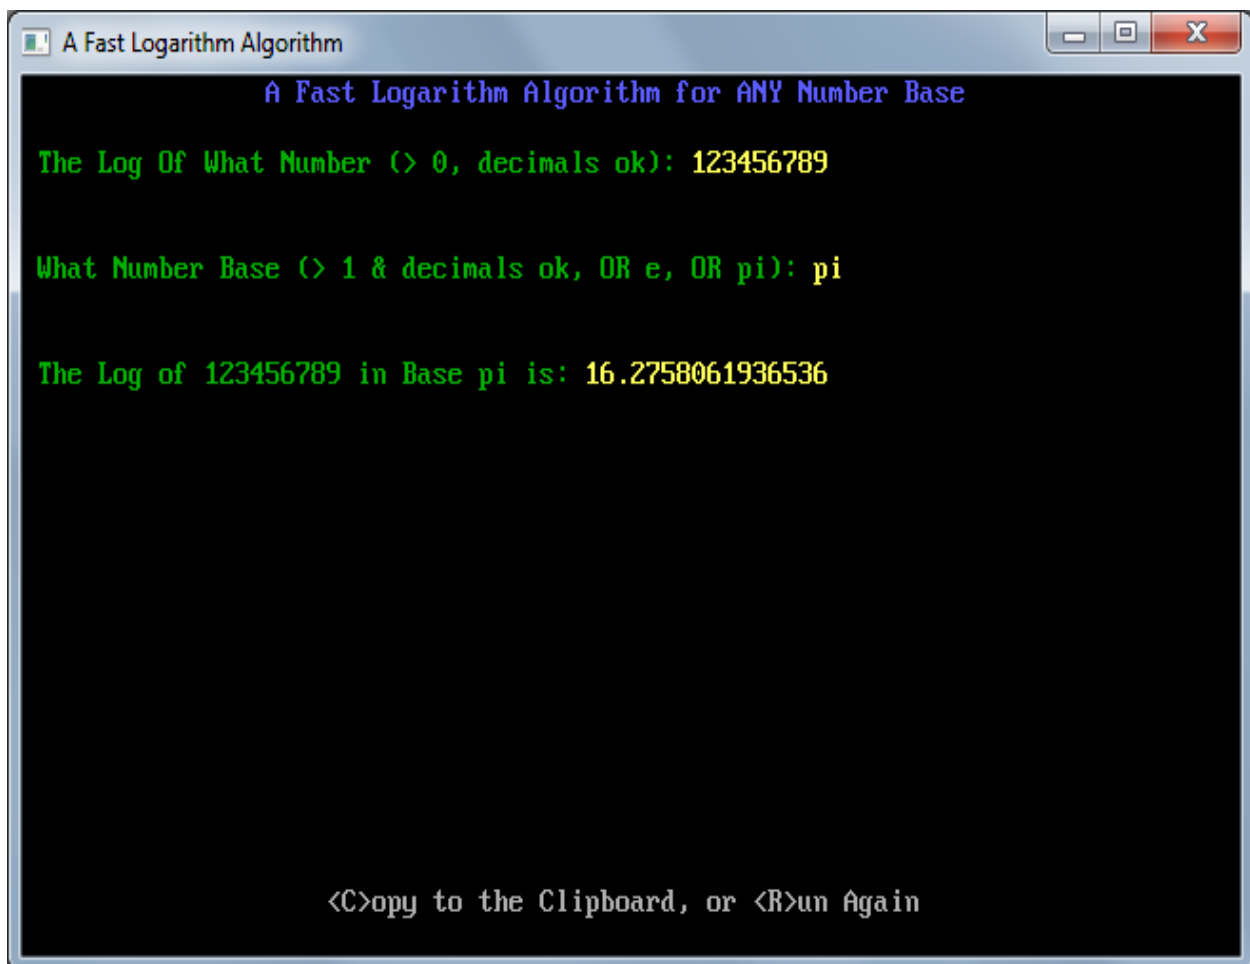 A Fast Logarithm Algorithm
A Fast Logarithm Algorithm for ANY Number Base
The Log Of What Number (> 0, decimals ok): 123456789
What Number Base (> 1 & decimals ok, OR e, OR pi): pi
The Log of 123456789 in Base pi is: 16.2758061936536
<C>opy to the Clipboard, or <R>un Again